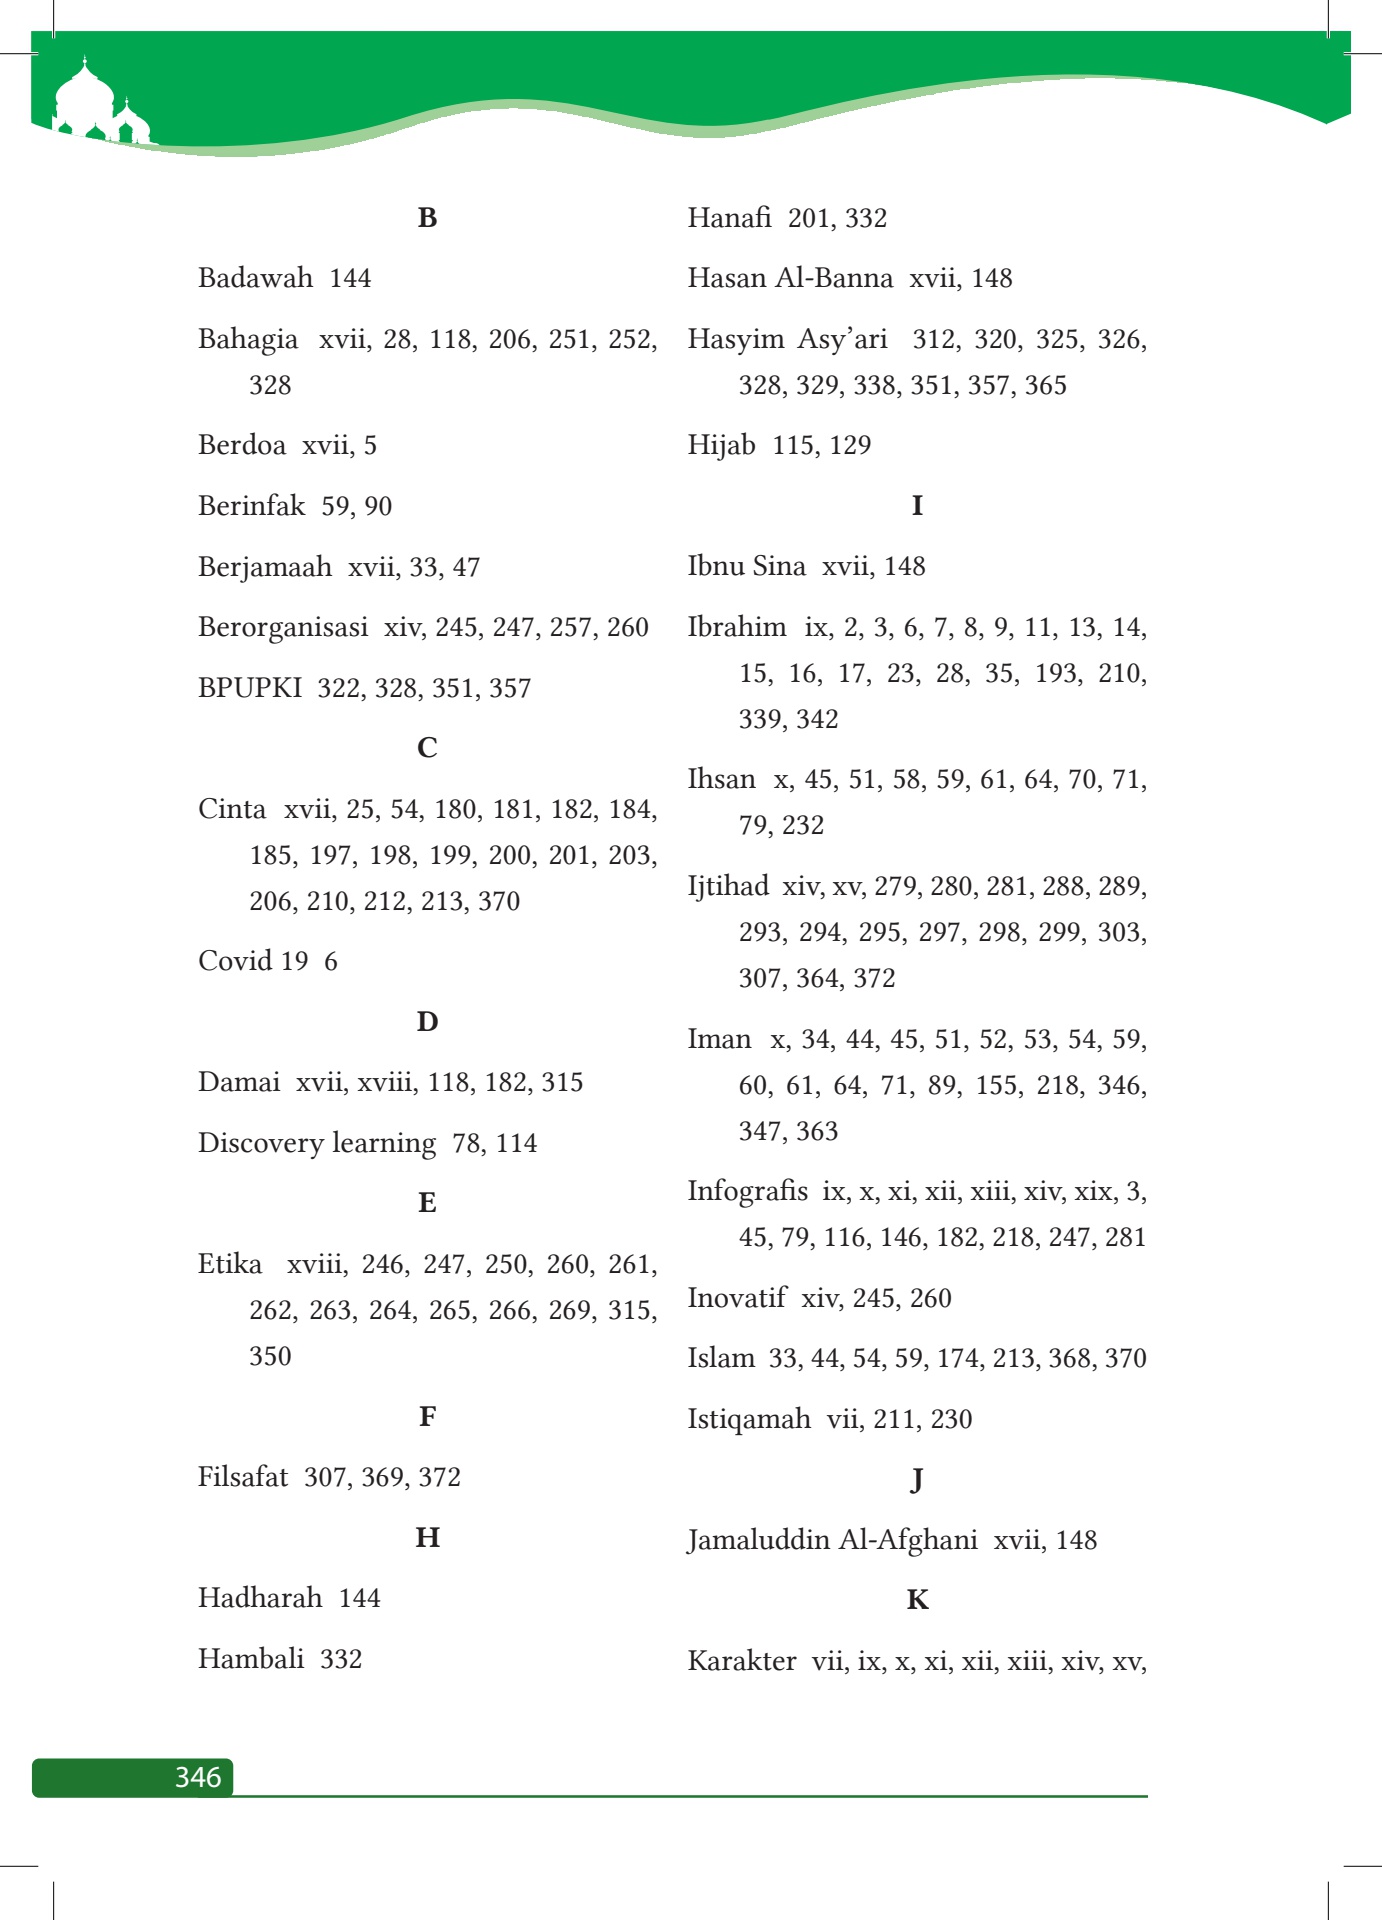 B
Badawah 144
Bahagia xvii, 28, 118, 206, 251, 252,
328
Berdoa xvii, 5
Berinfak 59, 90
Berjamaah xvii, 33, 47
Berorganisasi xiv, 245, 247, 257, 260
BPUPKI 322, 328, 351, 357
C
Cinta xvii, 25, 54, 180, 181, 182, 184,
185, 197, 198, 199, 200, 201, 203,
206, 210, 212, 213, 370
Covid 19 6
D
Damai xvii, xviii, 118, 182, 315
Discovery learning 78, 114
E
Etika xviii, 246, 247, 250, 260, 261,
262, 263, 264, 265, 266, 269, 315,
350
F
Filsafat 307, 369, 372
H
Hadharah 144
Hambali 332
Hanafi 201, 332
Hasan Al-Banna xvii, 148
Hasyim Asy’ari 312, 320, 325, 326,
328, 329, 338, 351, 357, 365
Hijab 115, 129
I
Ibnu Sina xvii, 148
Ibrahim ix, 2, 3, 6, 7, 8, 9, 11, 13, 14,
15, 16, 17, 23, 28, 35, 193, 210,
339, 342
Ihsan x, 45, 51, 58, 59, 61, 64, 70, 71,
79, 232
Ijtihad xiv, xv, 279, 280, 281, 288, 289,
293, 294, 295, 297, 298, 299, 303,
307, 364, 372
Iman x, 34, 44, 45, 51, 52, 53, 54, 59,
60, 61, 64, 71, 89, 155, 218, 346,
347, 363
Infografis ix, x, xi, xii, xiii, xiv, xix, 3,
45, 79, 116, 146, 182, 218, 247, 281
Inovatif xiv, 245, 260
Islam 33, 44, 54, 59, 174, 213, 368, 370
Istiqamah vii, 211, 230
J
Jamaluddin Al-Afghani xvii, 148
K
Karakter vii, ix, x, xi, xii, xiii, xiv, xv,
346